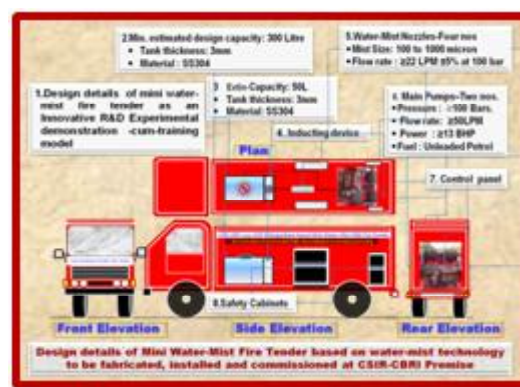 2.Min. estimated design capacity: 300 Litre
• Tank thickness: 3mm
• Material : SS304
5.Water-Mist Nozzles-Four nos
• Mist Size: 100 to 1000 micron
• Flow rate : ≥22 LPM ±5% at 100 bar
1.Design details of mini water-
mist fire tender as an
Innovative R&D Experimental
demonstration -cum-training
model
3 Capacity: 50L
• Tank thickness: 3mm
• Material: SS304
Main Pumps-Two nos.
• Pressure : ≥100 Bars.
• Flow rate: ≥50LPM
• Power : ≥13 BHP
• Fuel : Unleaded Petrol
Inducting device
Plan
7. Control panel
8.Safety Cabinets
Front Elevation
Side Elevation
Rear Elevation
Design details of Mini Water-Mist Fire Tender based on water-mist technology
to be fabricated, installed and commissioned at CSIR-CBRI Premise